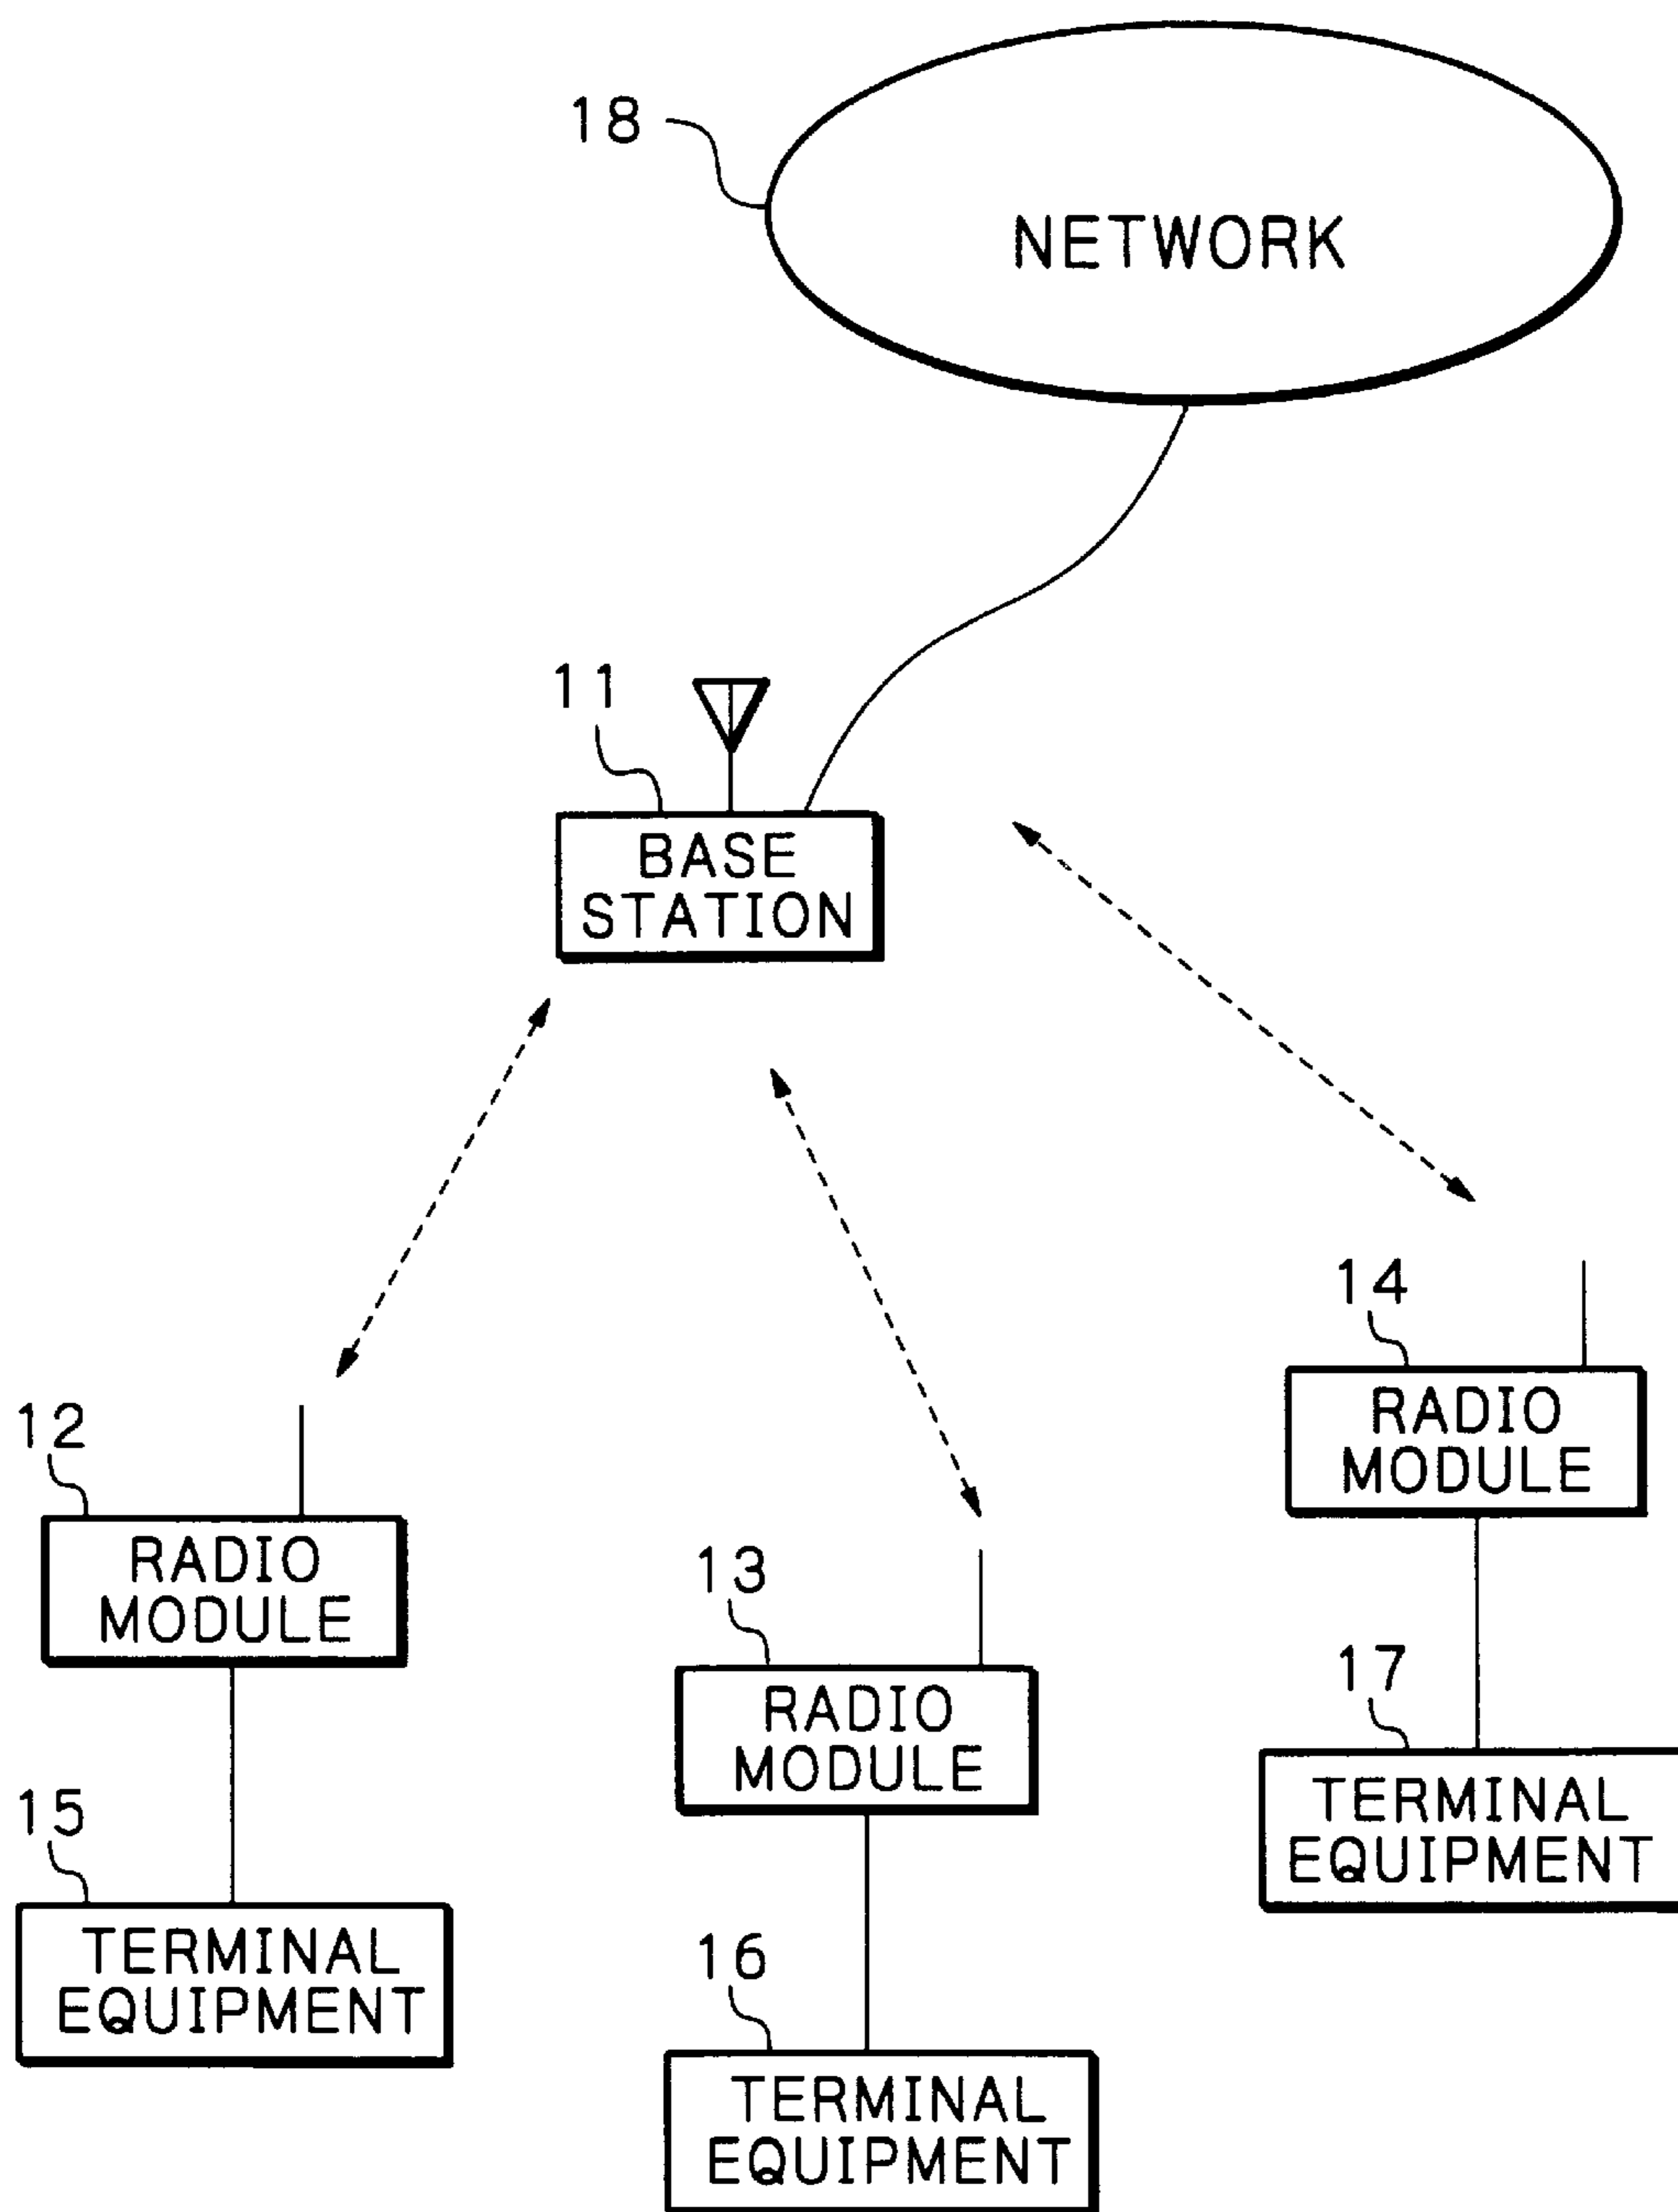 18
NETWORK
11
BASE
STATION
14
RADIO
MODULE
12
RADIO
MODULE
13
RADIO
MODULE
17
TERMINAL
EQUIPMENT
15
TERMINAL
EQUIPMENT
16
TERMINAL
EQUIPMENT